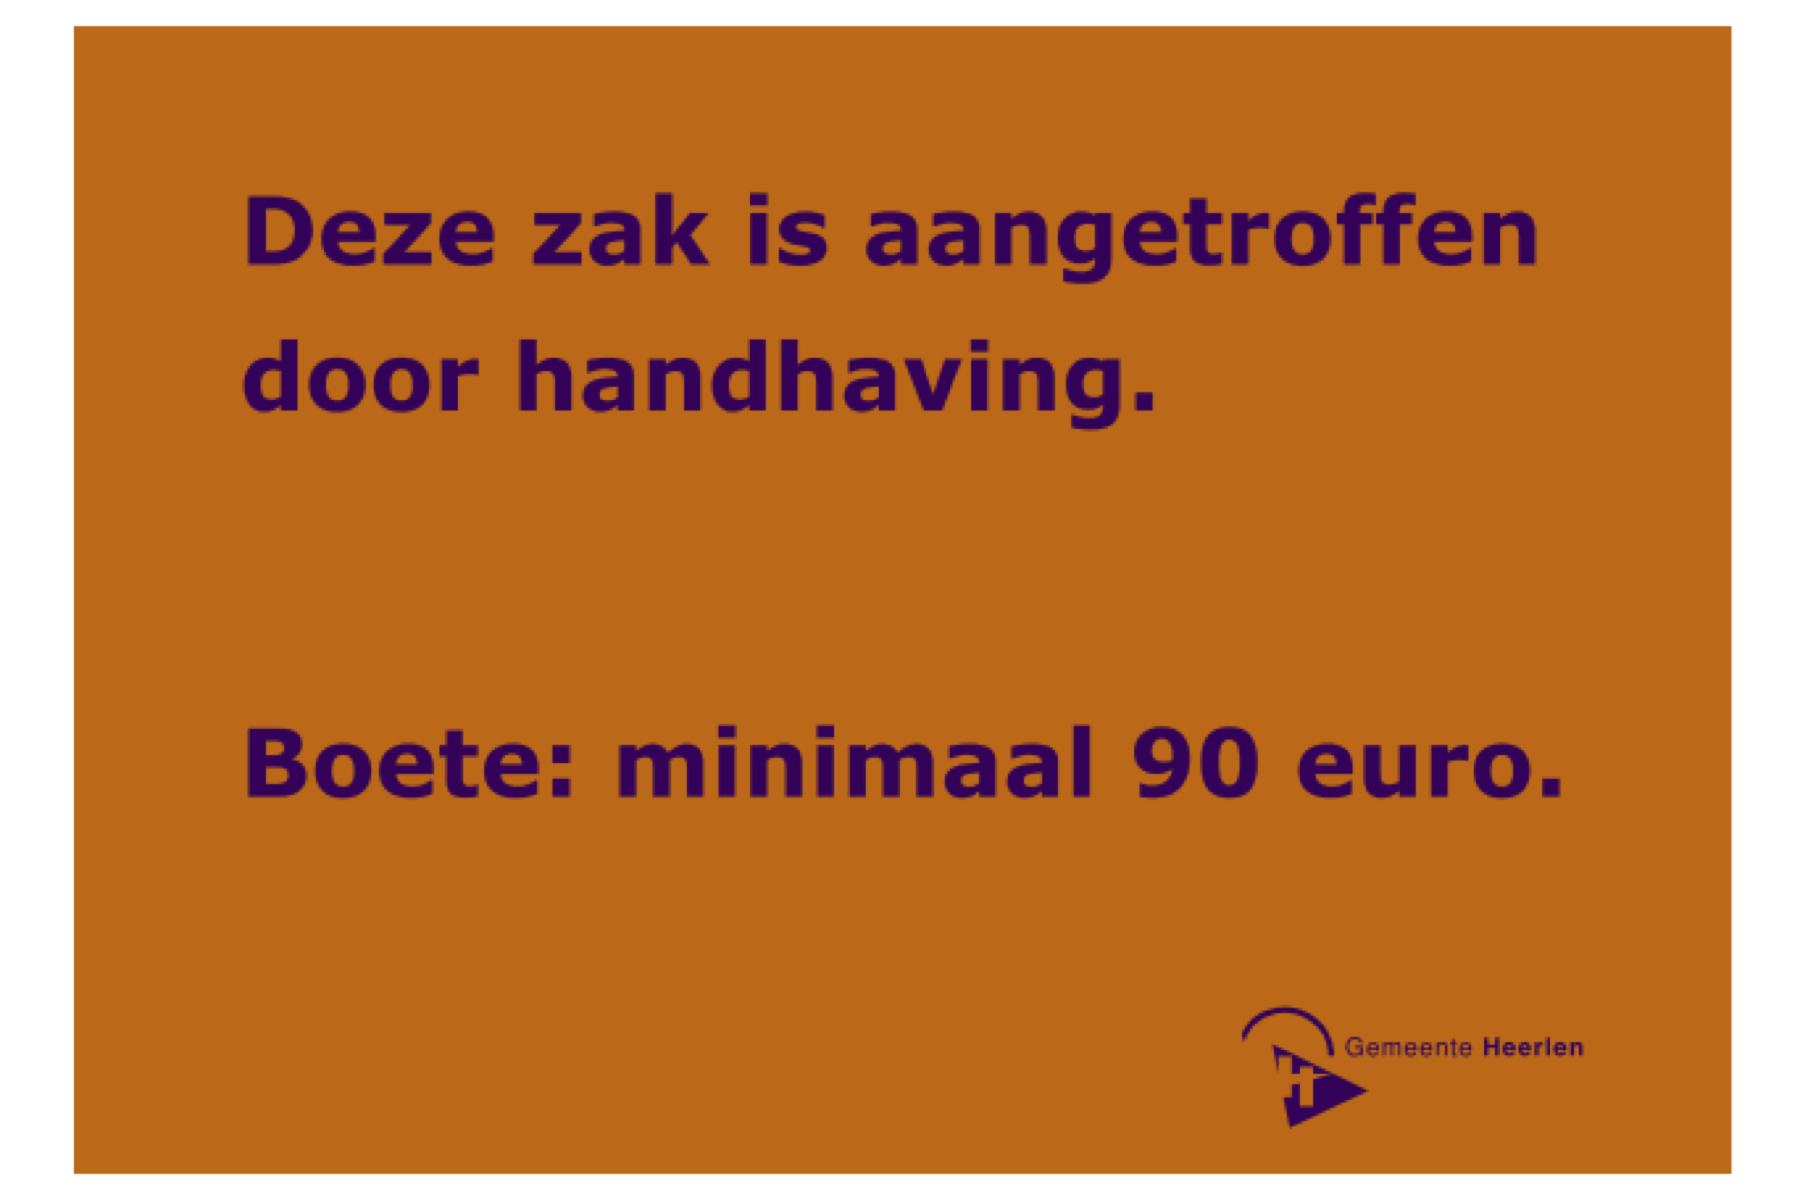 Deze zak is aangetroffen
door handhaving.
Boete: minimaal 90 euro.
Gemeente Heerlen